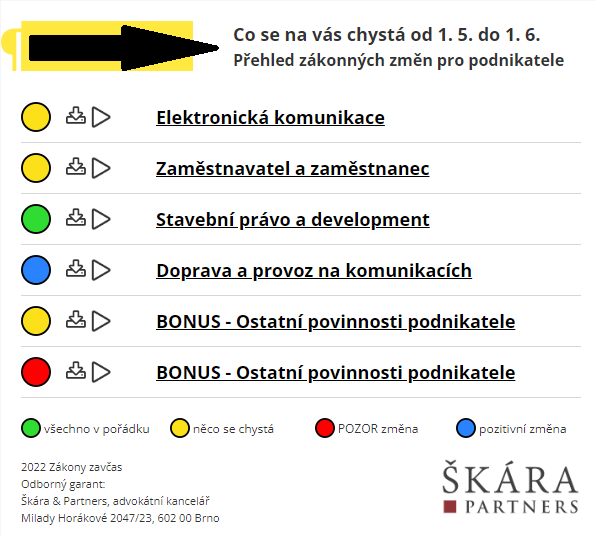 Co se na vás chystá od 1. 5. do 1. 6.
Přehled zákonných změn pro podnikatele
Elektronická komunikace
Zaměstnavatel a zaměstnanec
Stavební právo a development
Doprava a provoz na komunikacích
BONUS - Ostatní povinnosti podnikatele
BONUS - Ostatní povinnosti podnikatele
všechno v pořádku něco se chystá POZOR změna pozitivní změna
2022 Zákony zavčas
Odborný garant:
Škára & Partners, advokátní kancelář
Milady Horákové 2047/23, 602 00 Brno
ŠKÁRA
PARTNERS